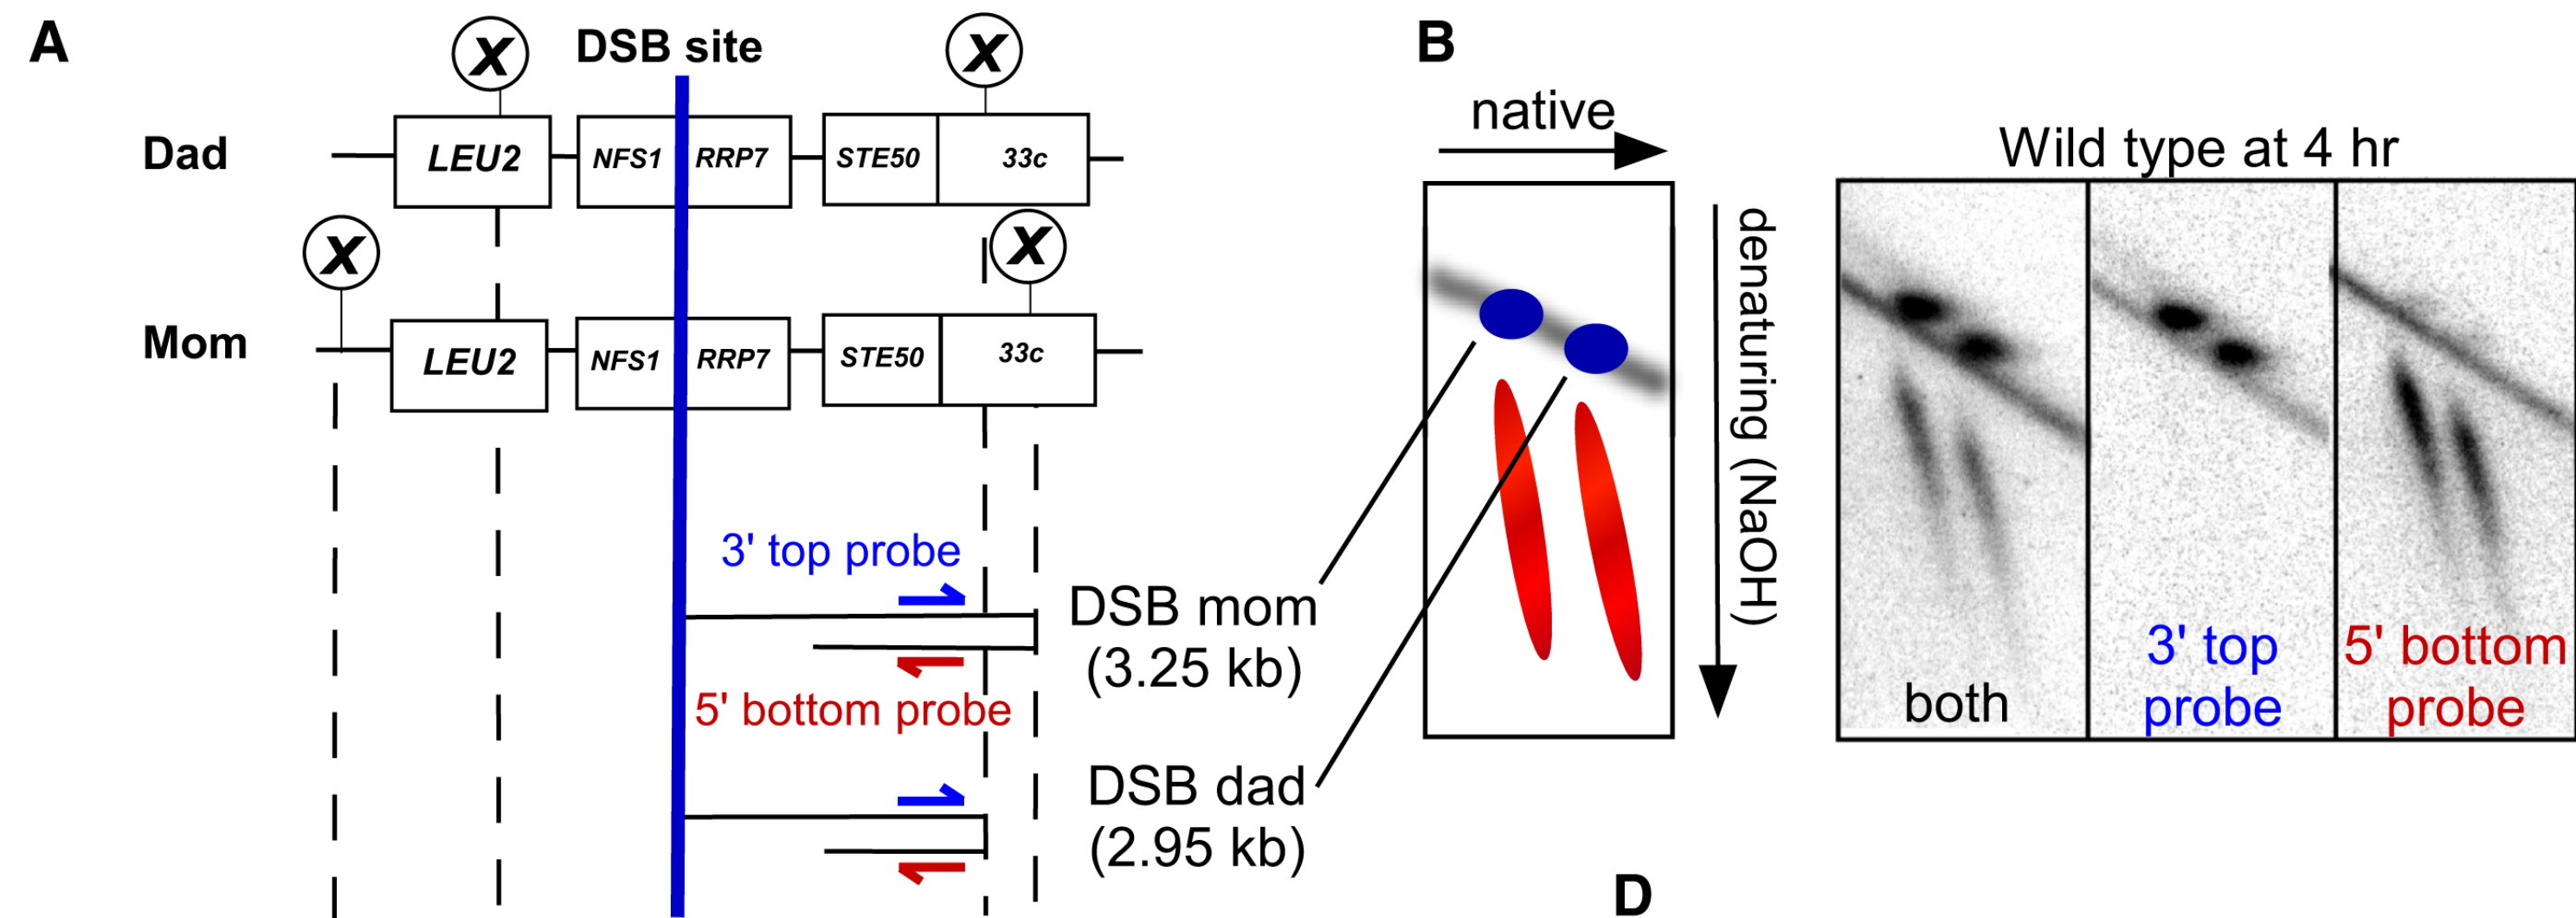 A
X
DSB site
X
Dad
LEU2
NFS1
RRP7
STE50
33c
X
X
Mom
LEU2
NFS1
RRP7
STE50
33c
3' top probe
5' bottom probe
DSB mom
(3.25 kb)
DSB dad
(2.95 kb)
B
native
denaturing (NaOH)
Wild type at 4 hr
both
3' top
probe
5' bottom
probe
D